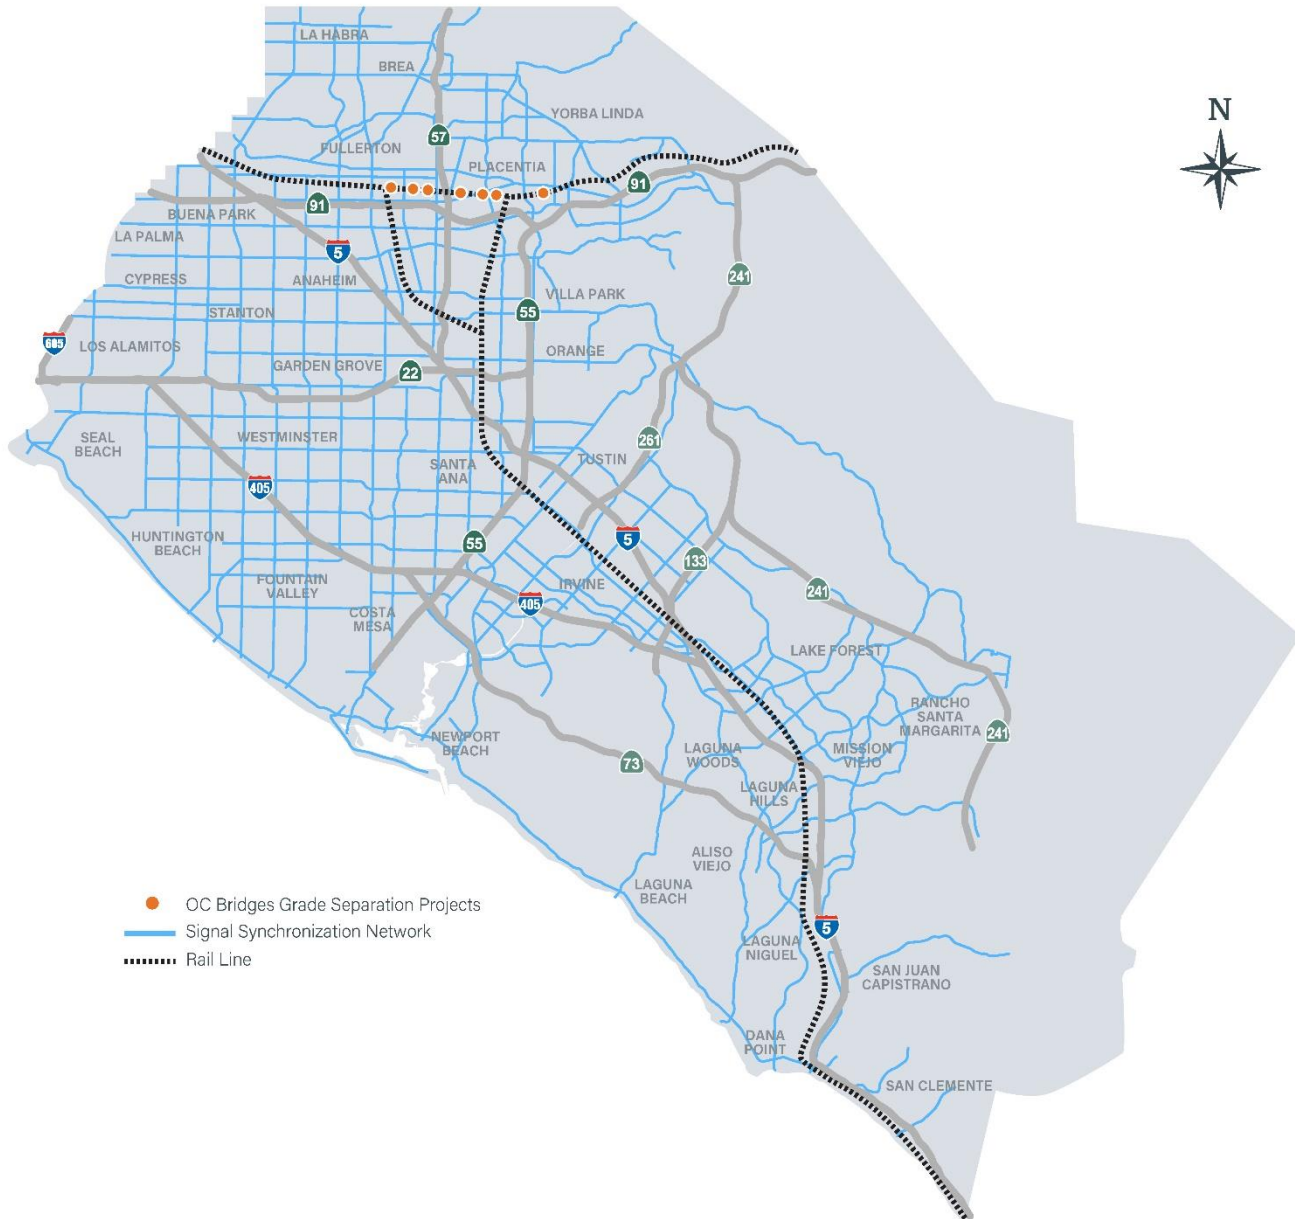 LA HABRA
BREA
N
YORBA LINDA
57
FULLERTON
PLACENTIA
91
91
BUENA PARK
LA PALMA
5
241
CYPRESS
ANAHEIM
VILLA PARK
STANTON
55
605
LOS ALAMITOS
ORANGE
GARDEN GROVE
22
SEAL
BEACH
WESTMINSTER
261
TUSTIN
SANTA
ANA
405
HUNTINGTON
BEACH
55
5
133
FOUNTAIN
VALLEY
IRVINE
241
405
COSTA
MESA
LAKE FOREST
RANCHO
SANTA
MARGARITA
241
NEWPORT
BEACH
LAGUNA
WOODS
MISSION
VIEJO
73
LAGUNA
HILLS
ALISO
VIEJO
LAGUNA
BEACH
OC Bridges Grade Separation Projects
Signal Synchronization Network
Rail Line
5
LAGUNA
NIGUEL
SAN JUAN
CAPISTRANO
DANA
POINT
SAN CLEMENTE